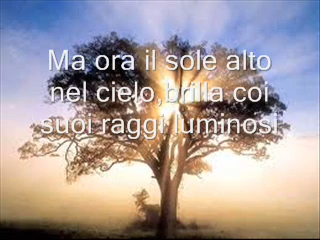 Ma ora il sole alto
nel cielo,brilla coi
suoi raggi luminosi